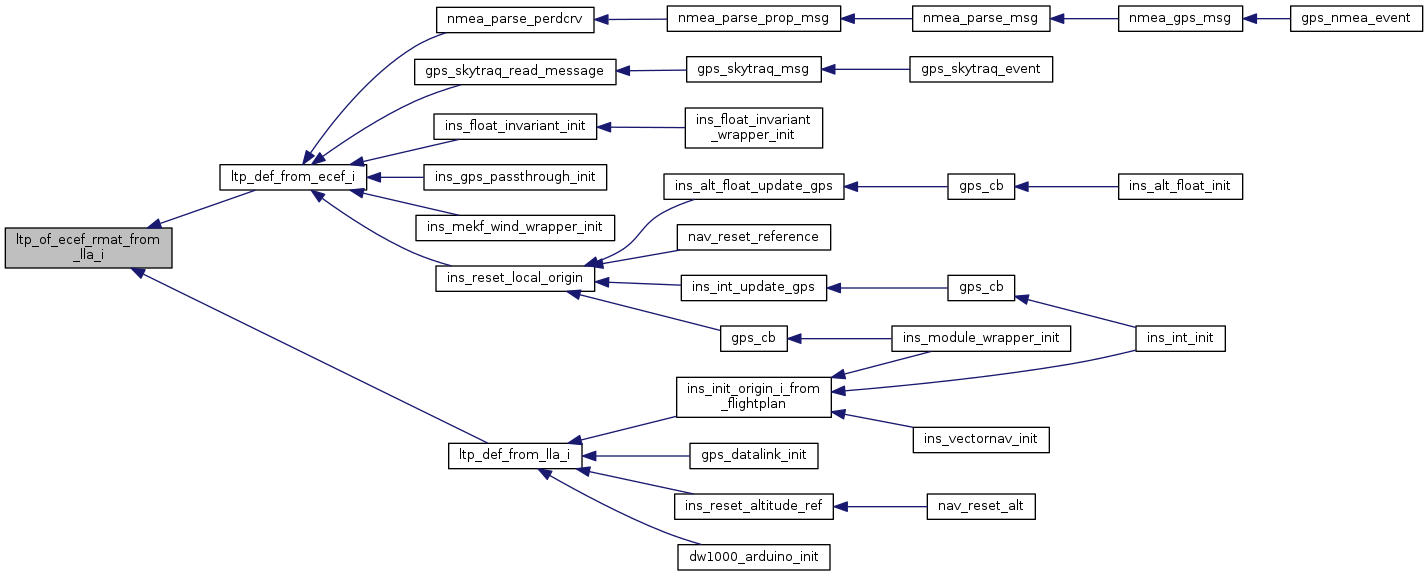 nmea_parse_perdcrv
nmea_parse_prop_msg
nmea_parse_msg
nmea_gps_msg
gps_nmea_event
gps_skytraq_read_message
gps_skytraq_msg
gps_skytraq_event
ins_float_invariant_init
ins_float_invariant
_wrapper_init
ltp_def_from_ecef_i
ins_gps_passthrough_init
ins_alt_float_update_gps
gps_cb
ins_alt_float_init
ins_mekf_wind_wrapper_init
nav_reset_reference
ltp_of_ecef_rmat_from
_lla_i
ins_reset_local_origin
ins_int_update_gps
gps_cb
gps_cb
ins_module_wrapper_init
ins_int_init
ins_init_origin_i_from
_flightplan
ins_vectornav_init
ltp_def_from_lla_i
gps_datalink_init
ins_reset_altitude_ref
nav_reset_alt
dw1000_arduino_init